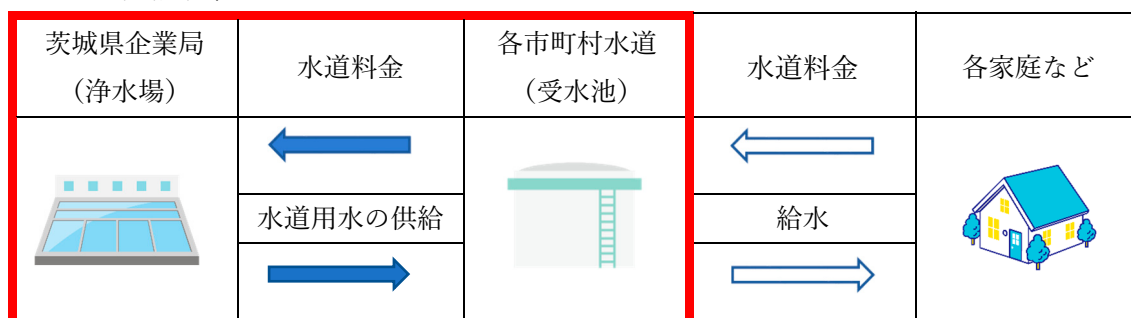 茨城県企業局
（浄水場）
水道料金
各市町村水道
（受水池）
水道料金
各家庭など
水道用水の供給
給水